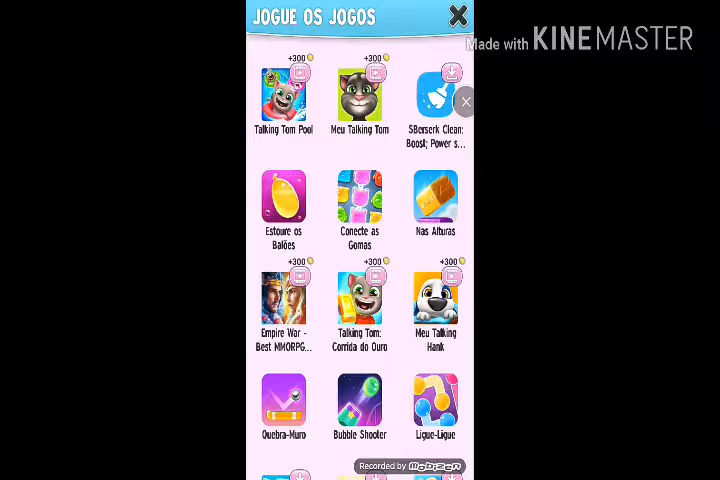 JOGUE OS JOGOS
Made with KINEMASTER
+300
+300
Talking Tom Pool
Meu Talking Tom
SBerserk Clean:
Boost; Power s...
Estoure os
Balões
Conecte as
Gomas
Nas Alturas
+300
+300
+300
Empire War -
Best MMORPG...
Talking Tom:
Corrida do Ouro
Meu Talking
Hank
Quebra-Muro
Bubble Shooter
Ligue-Ligue
Recorded by MOBIZEN